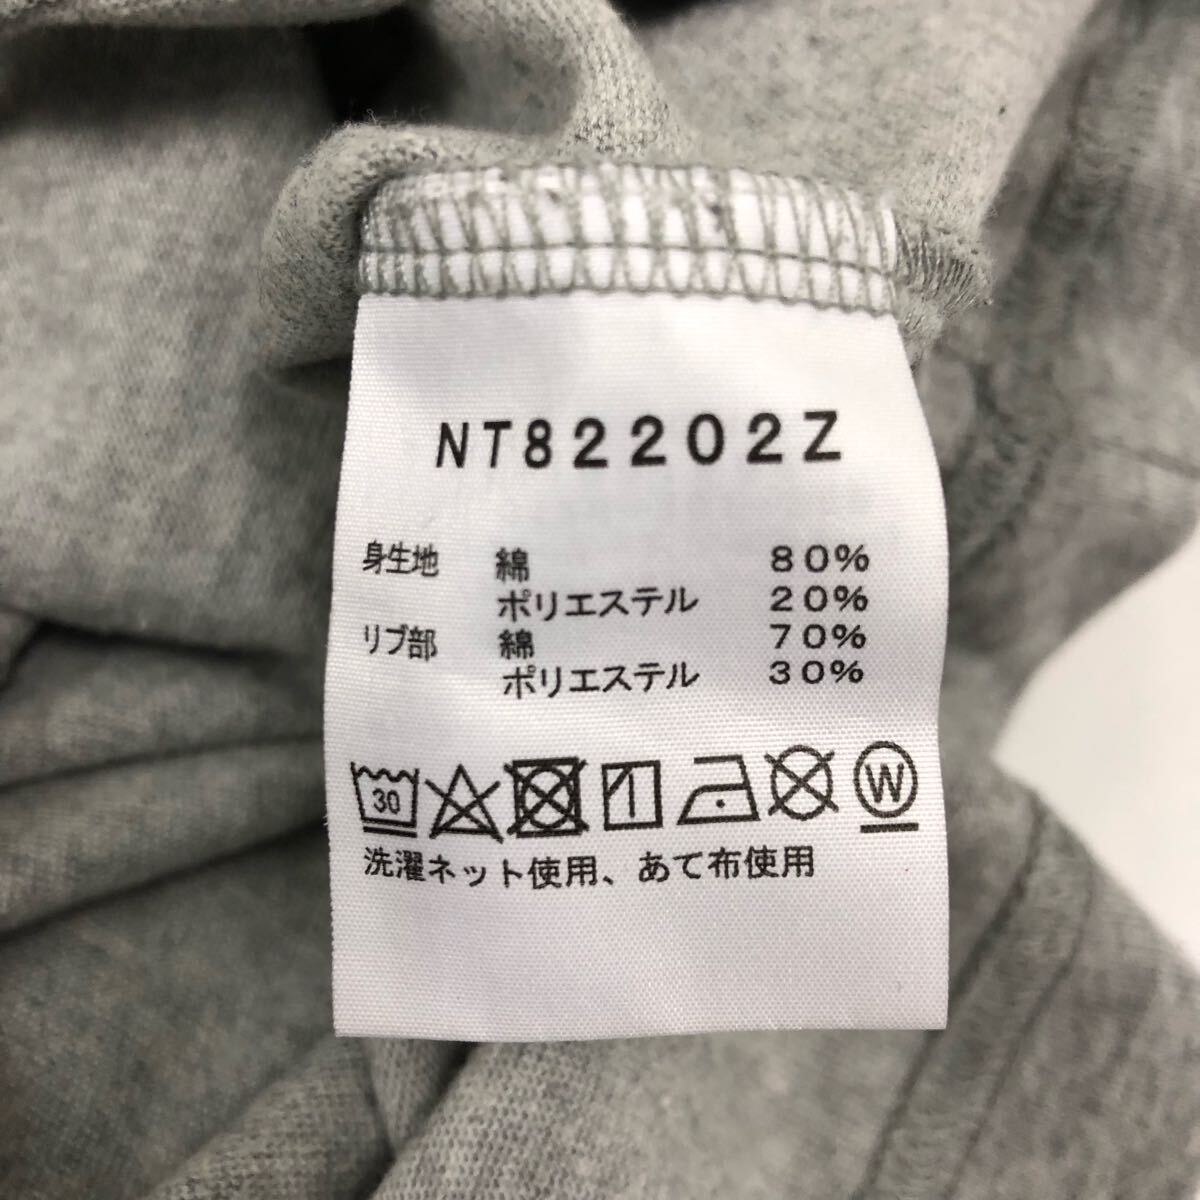 NT82202Z
身生地 綿 80%
ポリエステル 20%
リブ部 綿 70%
ポリエステル 30%
30 W
洗濯ネット使用、あて布使用